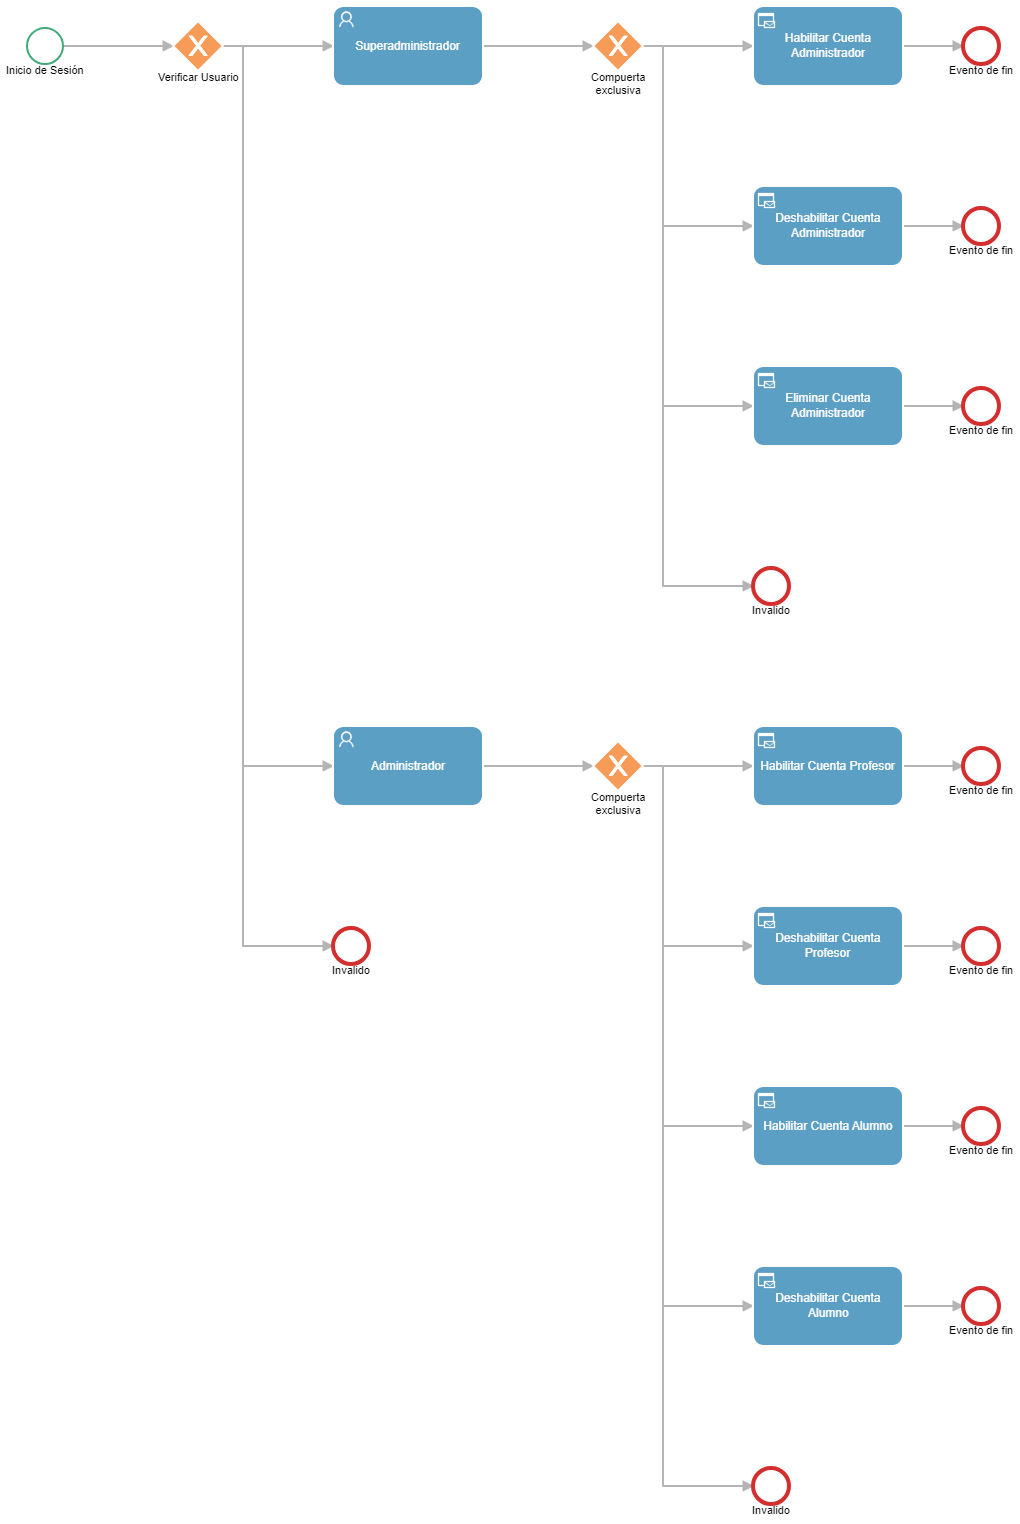 Inicio de Sesión
Verificar Usuario
Superadministrador
Compuerta
exclusiva
Habilitar Cuenta
Administrador
Evento de fin
Deshabilitar Cuenta
Administrador
Evento de fin
Eliminar Cuenta
Administrador
Evento de fin
Invalido
Administrador
Compuerta
exclusiva
Habilitar Cuenta Profesor
Evento de fin
Invalido
Deshabilitar Cuenta
Profesor
Evento de fin
Habilitar Cuenta Alumno
Evento de fin
Deshabilitar Cuenta
Alumno
Evento de fin
Invalido